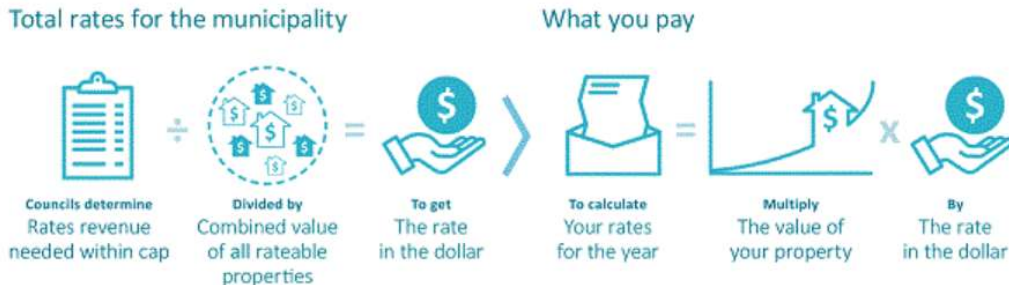 Total rates for the municipality
What you pay
$
$
$
$
$
$
$
÷
=
$
=
$
x
$
Councils determine
Rates revenue
needed within cap
Divided by
Combined value
of all rateable
properties
To get
The rate
in the dollar
To calculate
Your rates
for the year
Multiply
The value of
your property
By
The rate
in the dollar